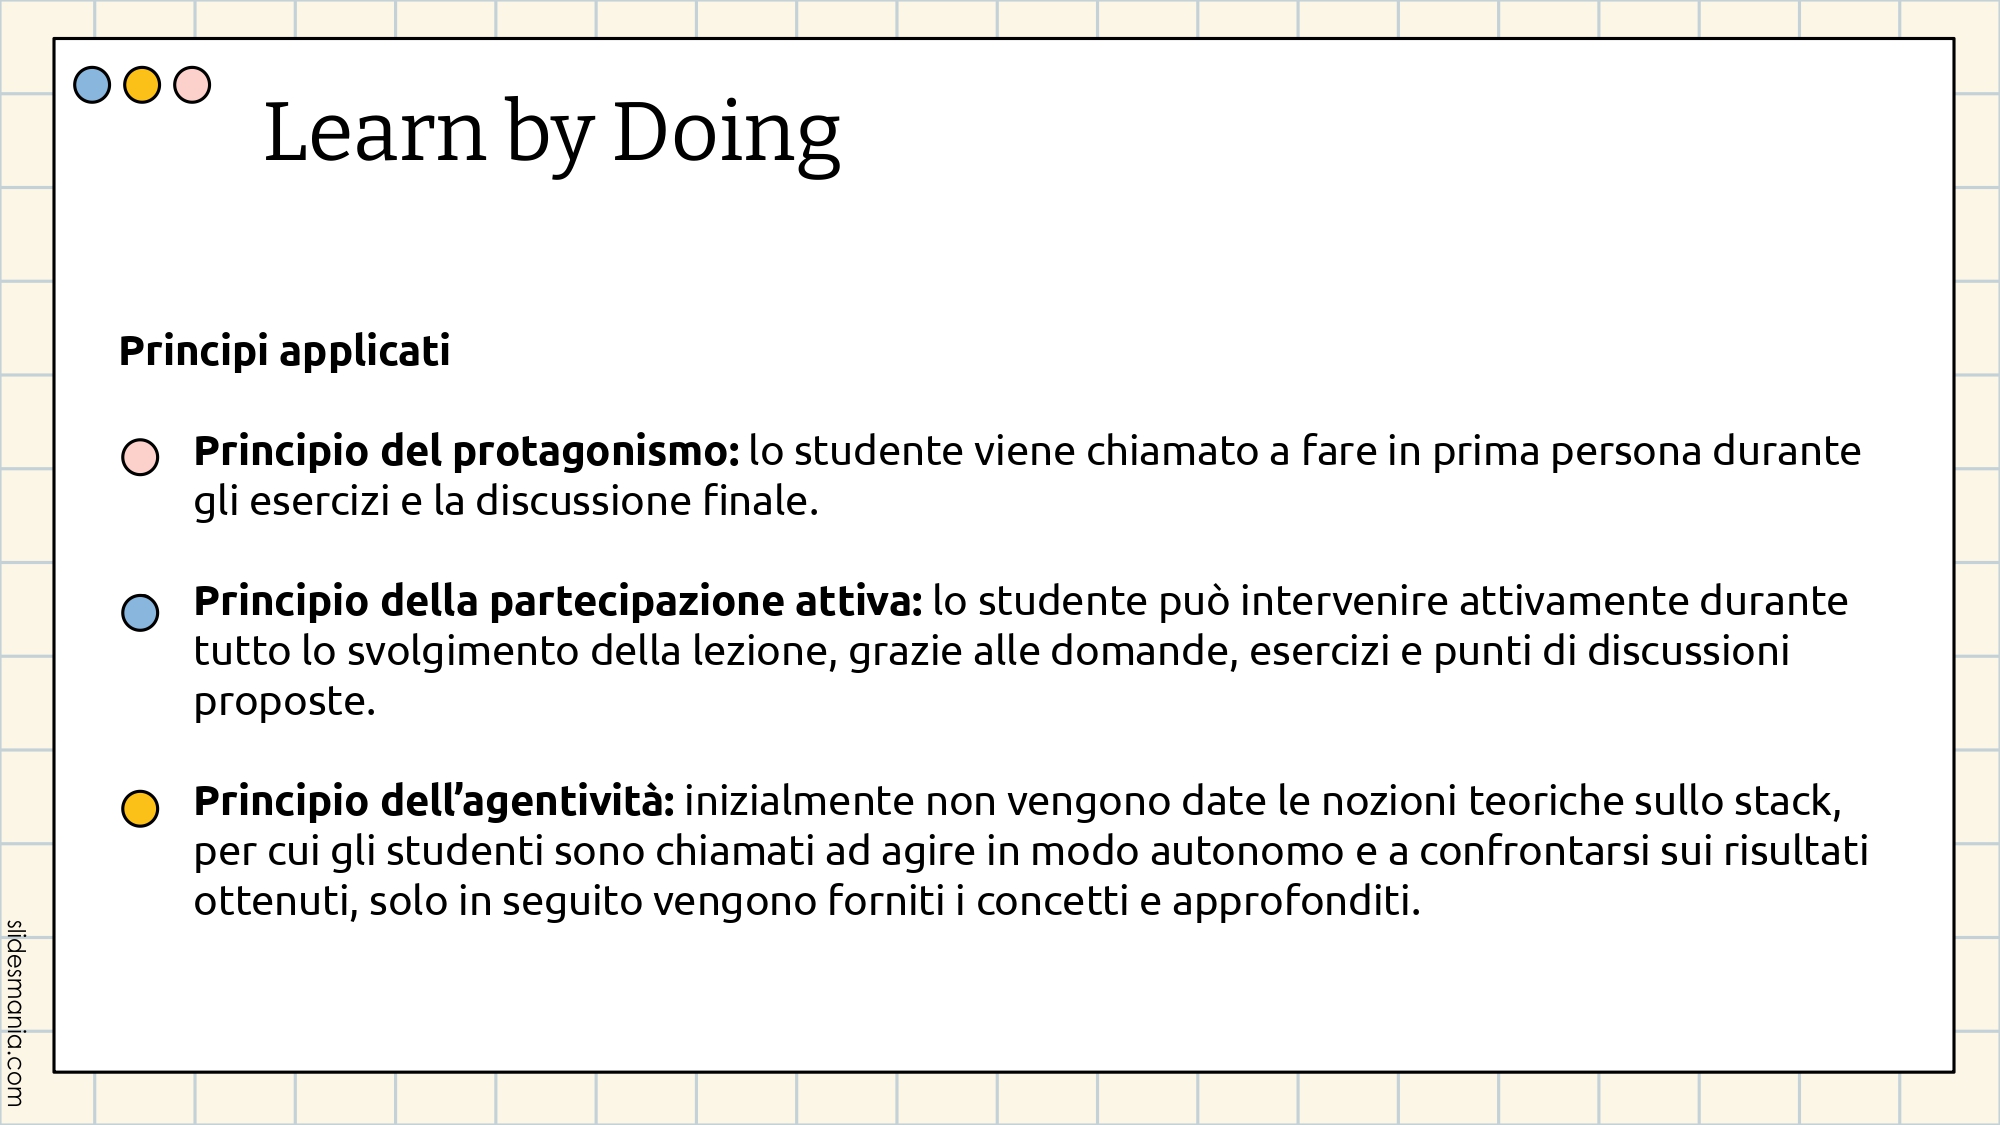 Learn by Doing
Principi applicati
Principio del protagonismo: lo studente viene chiamato a fare in prima persona durante
gli esercizi e la discussione finale.
Principio della partecipazione attiva: lo studente può intervenire attivamente durante
tutto lo svolgimento della lezione, grazie alle domande, esercizi e punti di discussioni
proposte.
Principio dell’agentività: inizialmente non vengono date le nozioni teoriche sullo stack,
per cui gli studenti sono chiamati ad agire in modo autonomo e a confrontarsi sui risultati
ottenuti, solo in seguito vengono forniti i concetti e approfonditi.
slidesmania.com